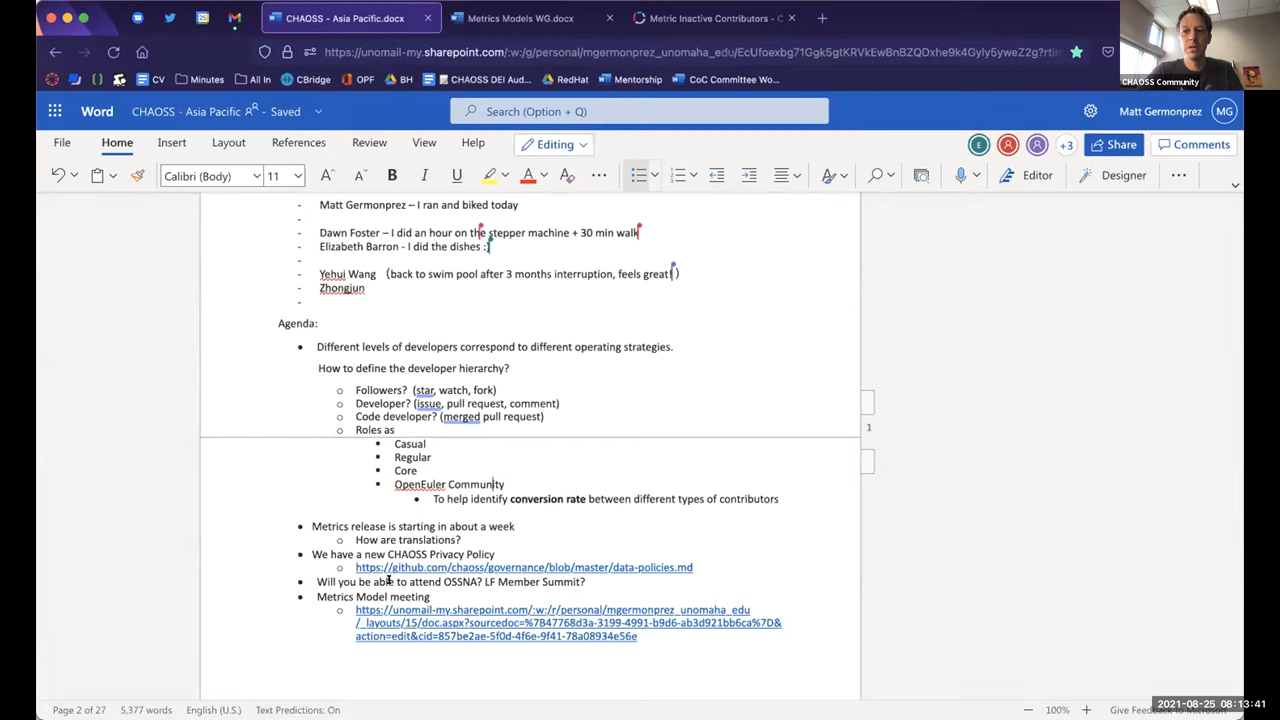 CHAOSS - Asia Pacific.docx
Metrics Models WG.docx
Metric Inactive Contributors - C
https://unomail-my.sharepoint.com/:w:/g/personal/mgermonprez_unomaha_edu/EcUfoexbg71Ggk5gtKRVkEwBnBZQDxhe9k4Gyly5yweZ2g?rtim
CV
Minutes
All In
CBridge
OPF
BH
CHAOSS DEI Aud...
RedHat
Mentorship
CoC Committee Wo...
CHAOSS Community
Word
CHAOSS - Asia Pacific
- Saved
Search (Option + Q)
Matt Germonprez
MG
File
Home
Insert
Layout
References
Review
View
Help
Editing
E
+3
Share
Comments
Calibri (Body)
11
Editor
Designer
- Matt Germonprez – I ran and biked today
-
- Dawn Foster – I did an hour on the stepper machine + 30 min walk
- Elizabeth Barron - I did the dishes :)
-
- Yehui Wang （back to swim pool after 3 months interruption, feels great! )
- Zhongjun
-
Agenda:
• Different levels of developers correspond to different operating strategies.
How to define the developer hierarchy?
o Followers? (star, watch, fork)
o Developer? (issue, pull request, comment)
o Code developer? (merged pull request)
o Roles as
▪ Casual
▪ Regular
▪ Core
▪ OpenEuler Community
• To help identify conversion rate between different types of contributors
• Metrics release is starting in about a week
o How are translations?
• We have a new CHAOSS Privacy Policy
o https://github.com/chaoss/governance/blob/master/data-policies.md
• Will you be able to attend OSSNA? LF Member Summit?
• Metrics Model meeting
o https://unomail-my.sharepoint.com/:w:/r/personal/mgermonprez_unomaha_edu
/_layouts/15/doc.aspx?sourcedoc=%7B47768d3a-3199-4991-b9d6-ab3d921bb6ca%7D&
action=edit&cid=857be2ae-5f0d-4f6e-9f41-78a08934e56e
1
Page 2 of 27
5,377 words
English (U.S.)
Text Predictions: On
100%
Give Feedback to
2021-08-25 08:13:41